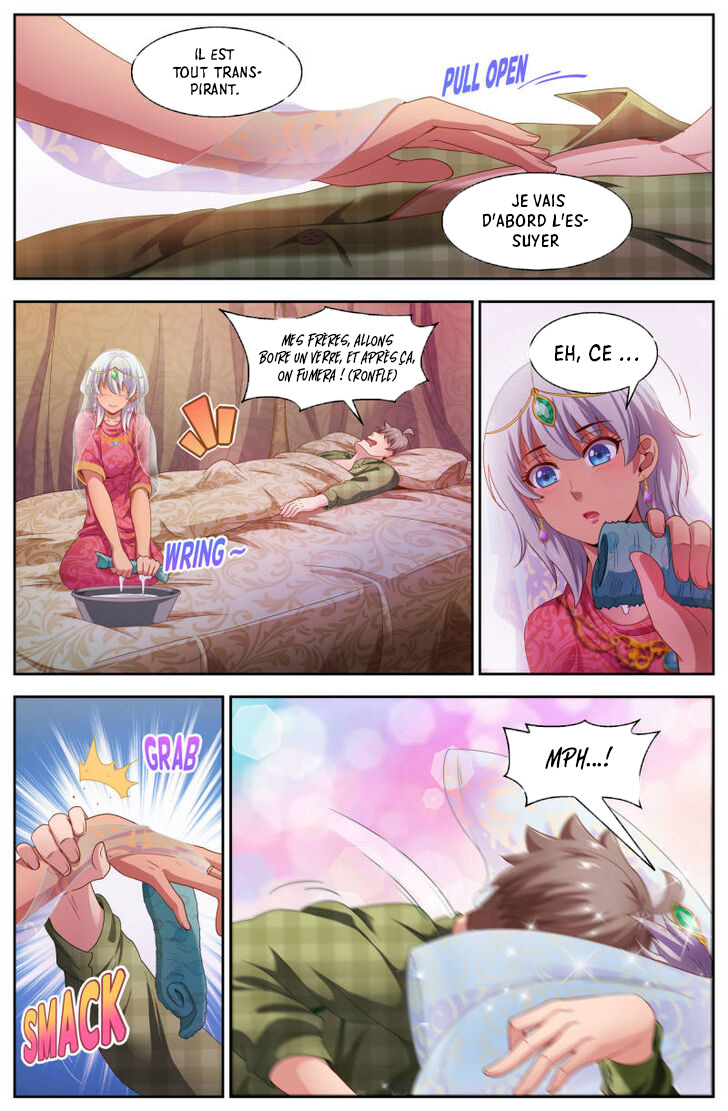 IL EST
TOUT TRANS-
PIRANT.
PULL OPEN
JE VAIS
D'ABORD L'ES-
SUYER
MES FRÈRES, ALLONS
BOIRE UN VERRE, ET APRÈS ÇA,
ON FUMERA ! (RONFLE)
WRING ~
EH, CE ...
GRAB
SMACK
MPH...!